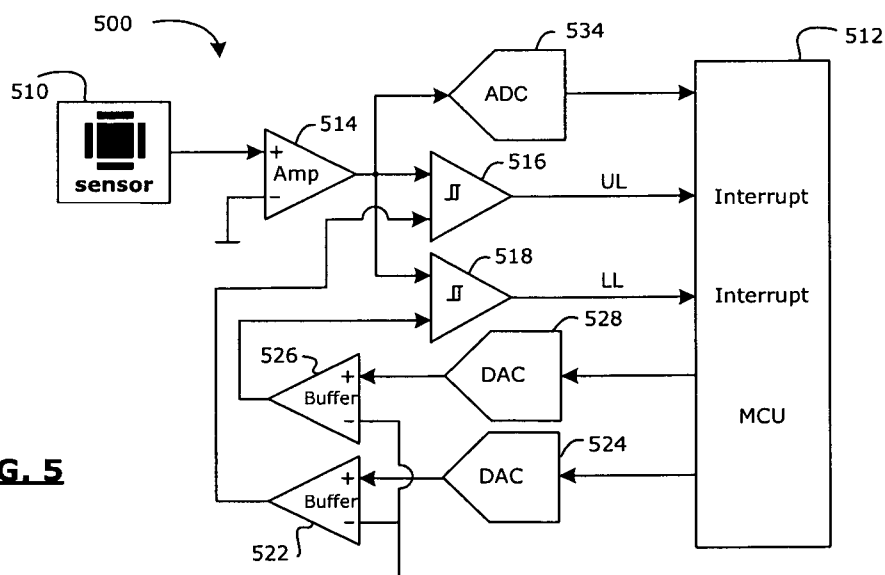 500
534
512
510
ADC
514
sensor
+
Amp
−
516
UL
Interrupt
518
LL
Interrupt
528
526
DAC
+
Buffer
−
MCU
524
G. 5
DAC
+
Buffer
−
522